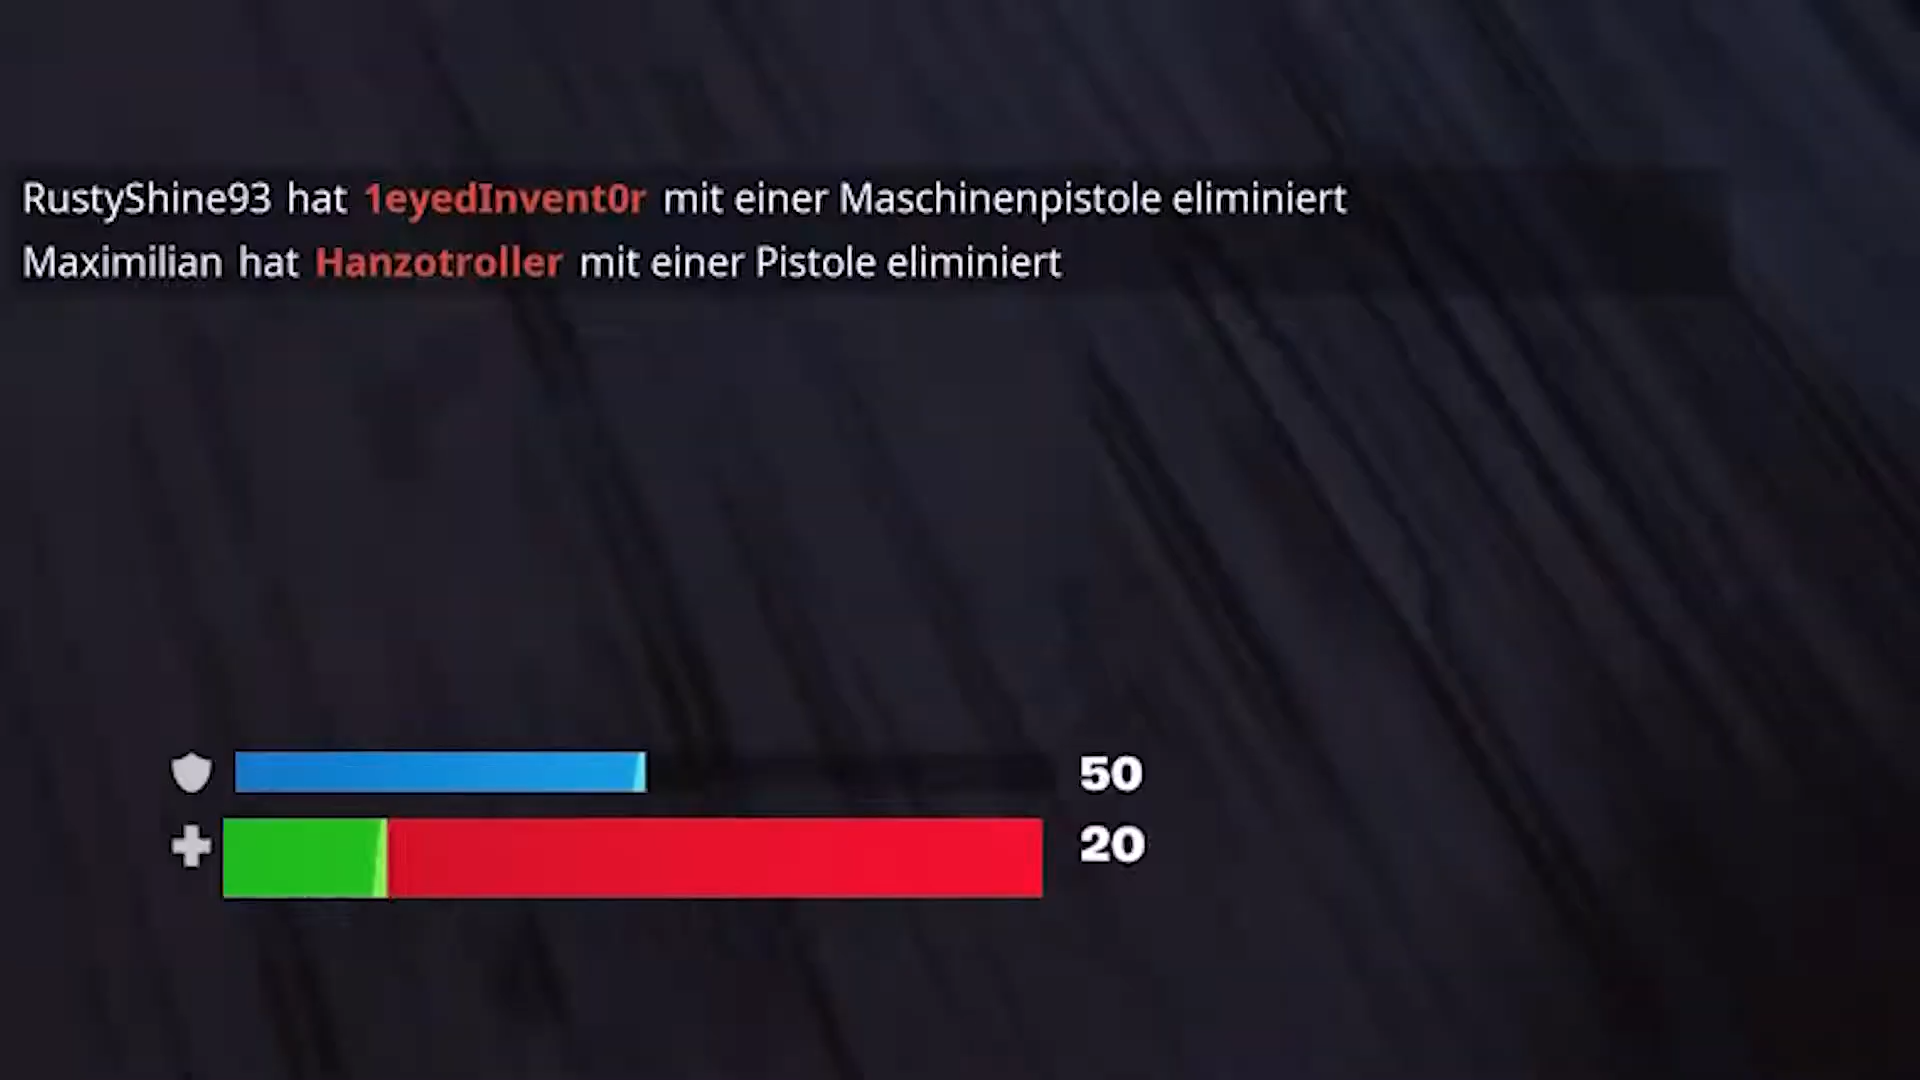 RustyShine93 hat 1eyedInvent0r mit einer Maschinenpistole eliminiert
Maximilian hat Hanzotroller mit einer Pistole eliminiert
50
20